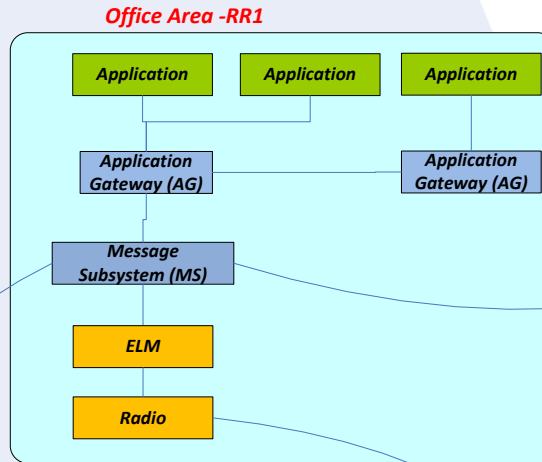 Office Area -RR1
Application
Application
Application
Application
Gateway (AG)
Application
Gateway (AG)
Message
Subsystem (MS)
ELM
Radio